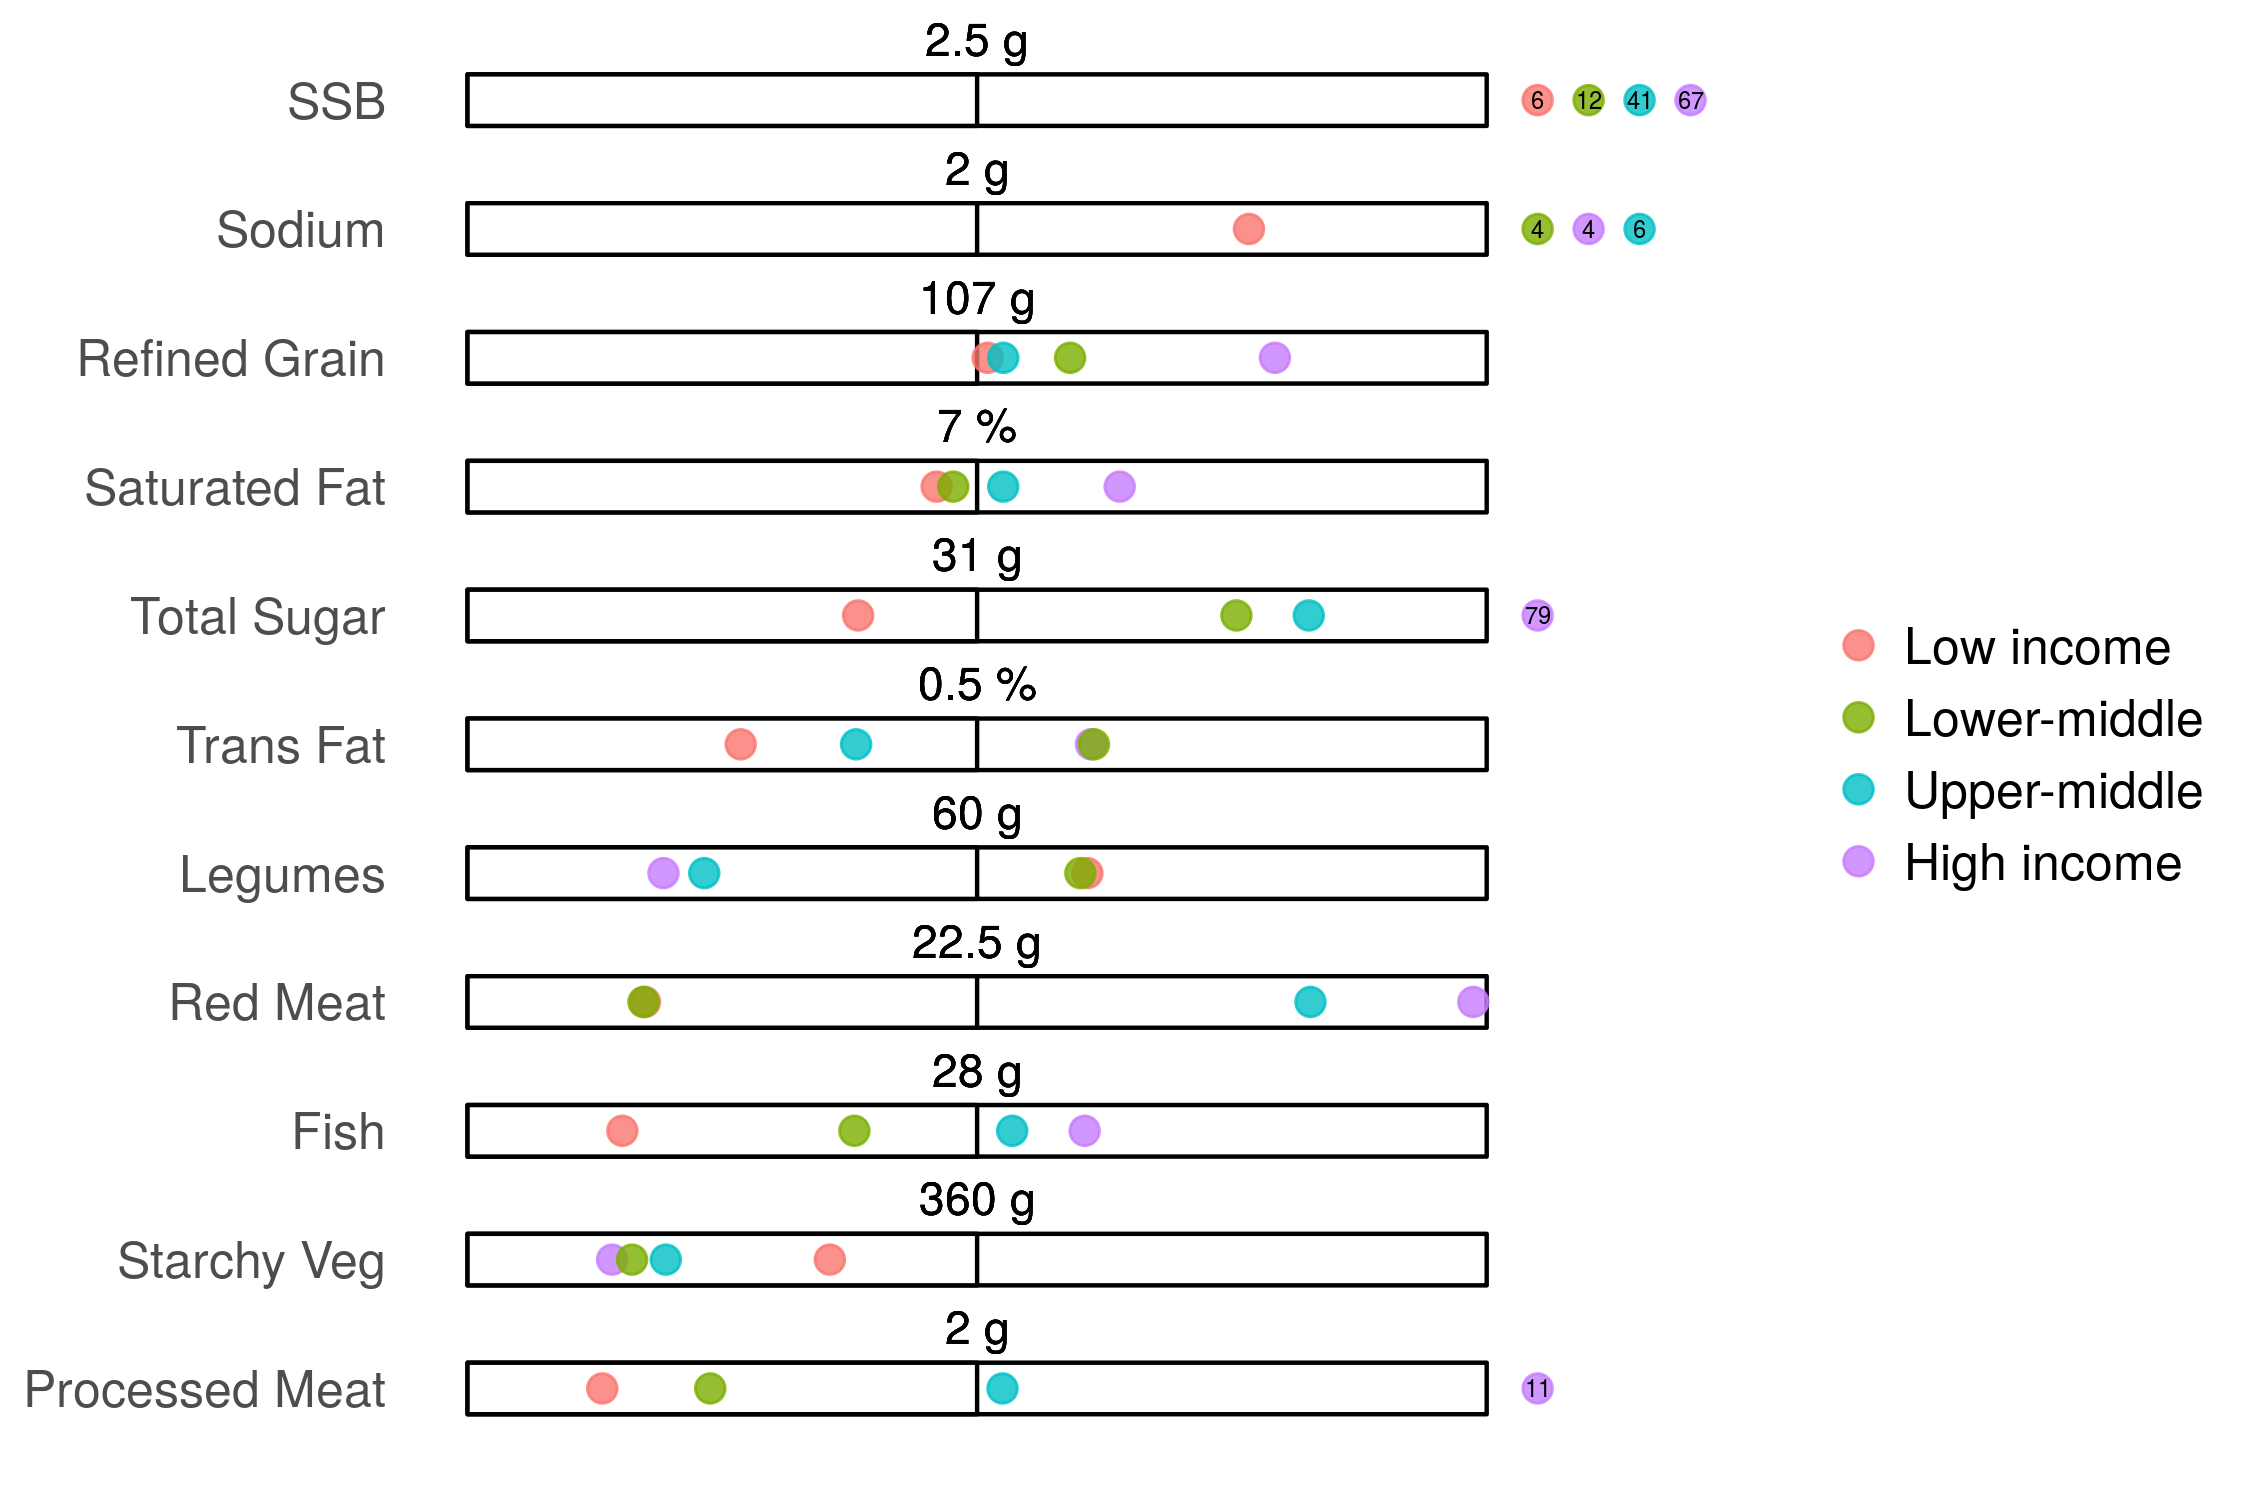 2.5 g
SSB 6 12 41 67
2 g
Sodium 4 4 6
107 g
Refined Grain
7 %
Saturated Fat
31 g
Total Sugar 79
0.5 %
Trans Fat
60 g
Legumes
22.5 g
Red Meat
28 g
Fish
360 g
Starchy Veg
2 g
Processed Meat 11
Low income
Lower-middle
Upper-middle
High income